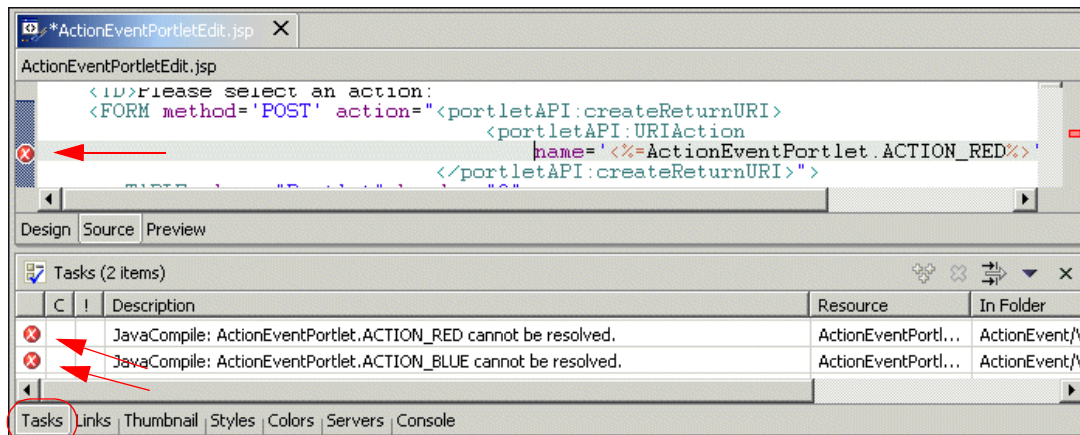 *ActionEventPortletEdit.jsp
ActionEventPortletEdit.jsp
<TD>Please select an action:
<FORM method='POST' action="<portletAPI:createReturnURI>
<portletAPI:URIAction
name='<%=ActionEventPortlet.ACTION_RED%>'
</portletAPI:createReturnURI>">
Design Source Preview
Tasks (2 items)
C ! Description Resource In Folder
JavaCompile: ActionEventPortlet.ACTION_RED cannot be resolved. ActionEventPortl... ActionEvent/
JavaCompile: ActionEventPortlet.ACTION_BLUE cannot be resolved. ActionEventPortl... ActionEvent/
Tasks Links Thumbnail Styles Colors Servers Console